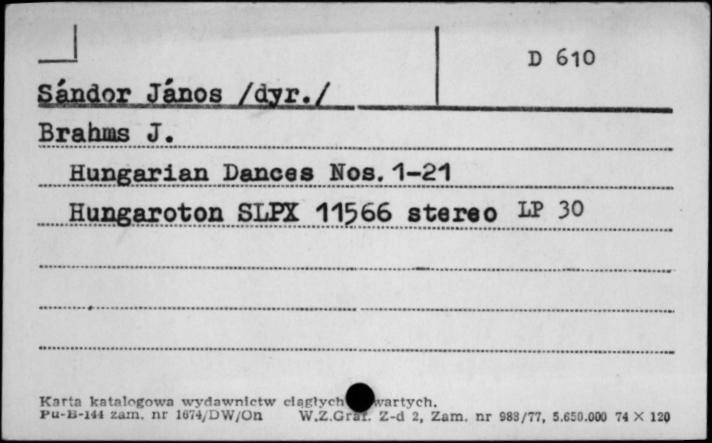 D 610
Sándor János /dyr./
Brahms J.
Hungarian Dances Nos. 1-21
Hungaroton SLPX 11566 stereo LP 30
Karta katalogowa wydawnictw ciągłych wartych.
Pu-B-144 zam. nr 1674/DW/On W.Z.Graf. Z-d 2, Zam. nr 983/77, 5.650.000 74 × 120